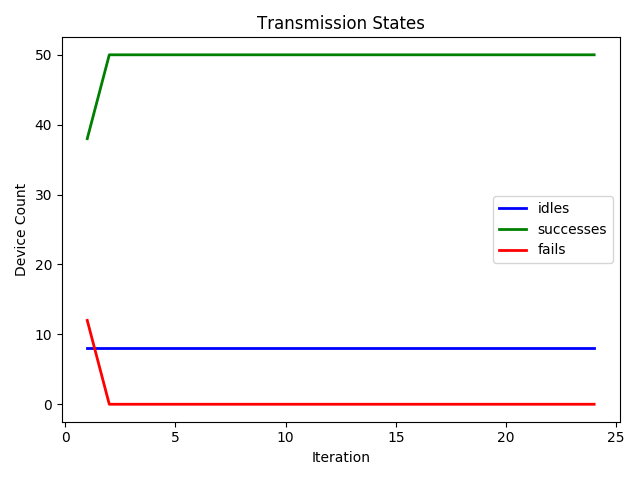 Transmission States
Device Count
50
40
30
20
10
0
idles
successes
fails
0 5 10 15 20 25
Iteration